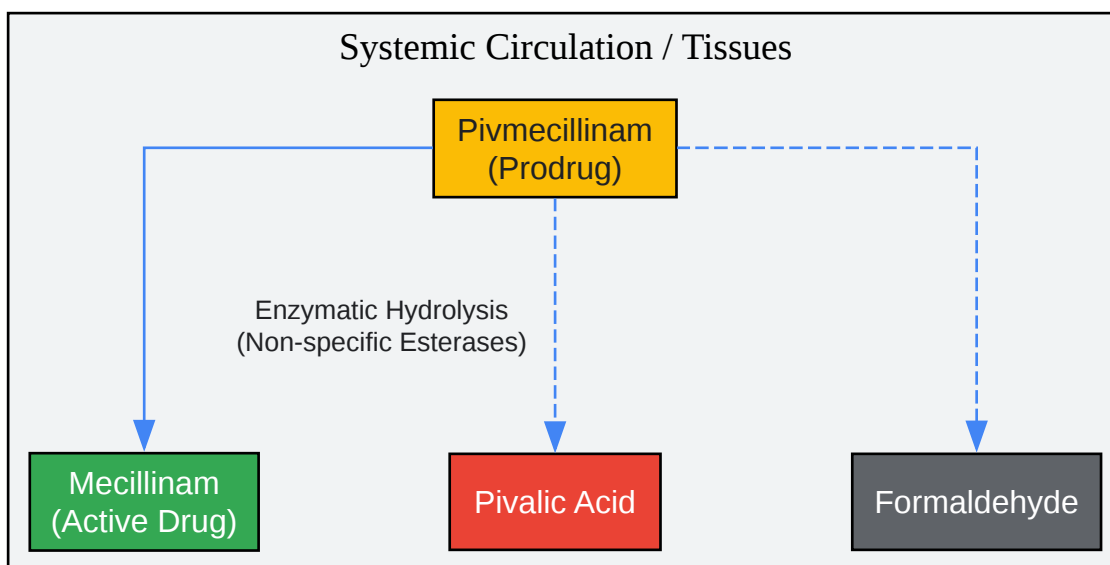 Systemic Circulation / Tissues
Pivmecillinam
(Prodrug)
Enzymatic Hydrolysis
(Non-specific Esterases)
Mecillinam
(Active Drug)
Pivalic Acid
Formaldehyde